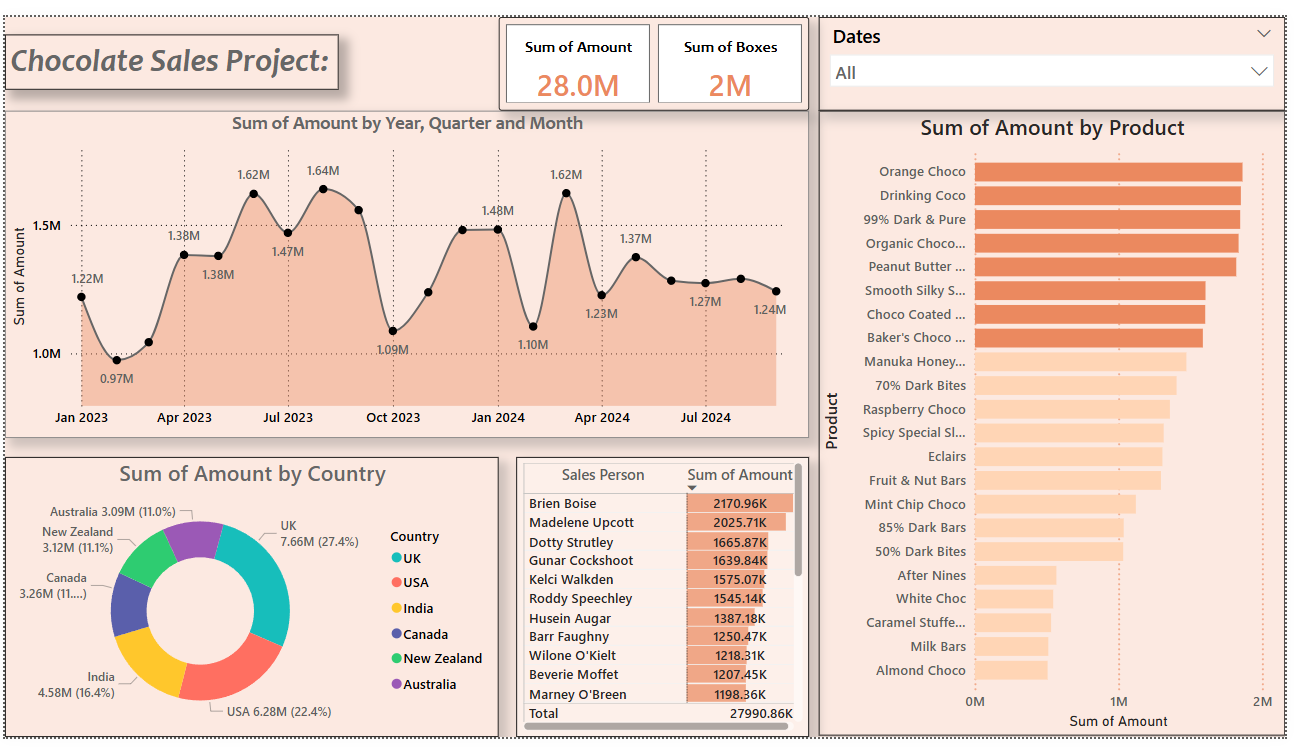 Chocolate Sales Project:
Sum of Amount
28.0M
Sum of Boxes
2M
Dates
All
Sum of Amount by Year, Quarter and Month
Sum of Amount
1.5M
1.0M
1.22M
0.97M
1.38M
1.38M
1.62M
1.47M
1.64M
1.09M
1.48M
1.10M
1.62M
1.23M
1.37M
1.27M
1.24M
Jan 2023
Apr 2023
Jul 2023
Oct 2023
Jan 2024
Apr 2024
Jul 2024
Sum of Amount by Country
Australia 3.09M (11.0%)
New Zealand
3.12M (11.1%)
Canada
3.26M (11....)
India
4.58M (16.4%)
USA 6.28M (22.4%)
UK
7.66M (27.4%)
Country
UK
USA
India
Canada
New Zealand
Australia
Sales Person Sum of Amount
Brien Boise 2170.96K
Madelene Upcott 2025.71K
Dotty Strutley 1665.87K
Gunar Cockshoot 1639.84K
Kelci Walkden 1575.07K
Roddy Speechley 1545.14K
Husein Augar 1387.18K
Barr Faughny 1250.47K
Wilone O'Kielt 1218.31K
Beverie Moffet 1207.45K
Marney O'Breen 1198.36K
Total 27990.86K
Sum of Amount by Product
Product
Orange Choco
Drinking Coco
99% Dark & Pure
Organic Choco...
Peanut Butter ...
Smooth Silky S...
Choco Coated ...
Baker's Choco ...
Manuka Honey...
70% Dark Bites
Raspberry Choco
Spicy Special Sl...
Eclairs
Fruit & Nut Bars
Mint Chip Choco
85% Dark Bars
50% Dark Bites
After Nines
White Choc
Caramel Stuffe...
Milk Bars
Almond Choco
0M
1M
2M
Sum of Amount